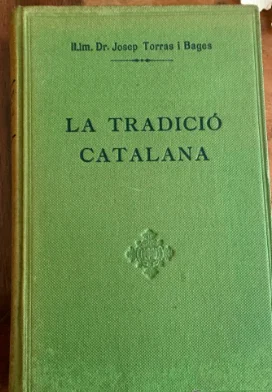 Il.lm. Dr. Josep Torras i Bages
LA TRADICIÓ
CATALANA